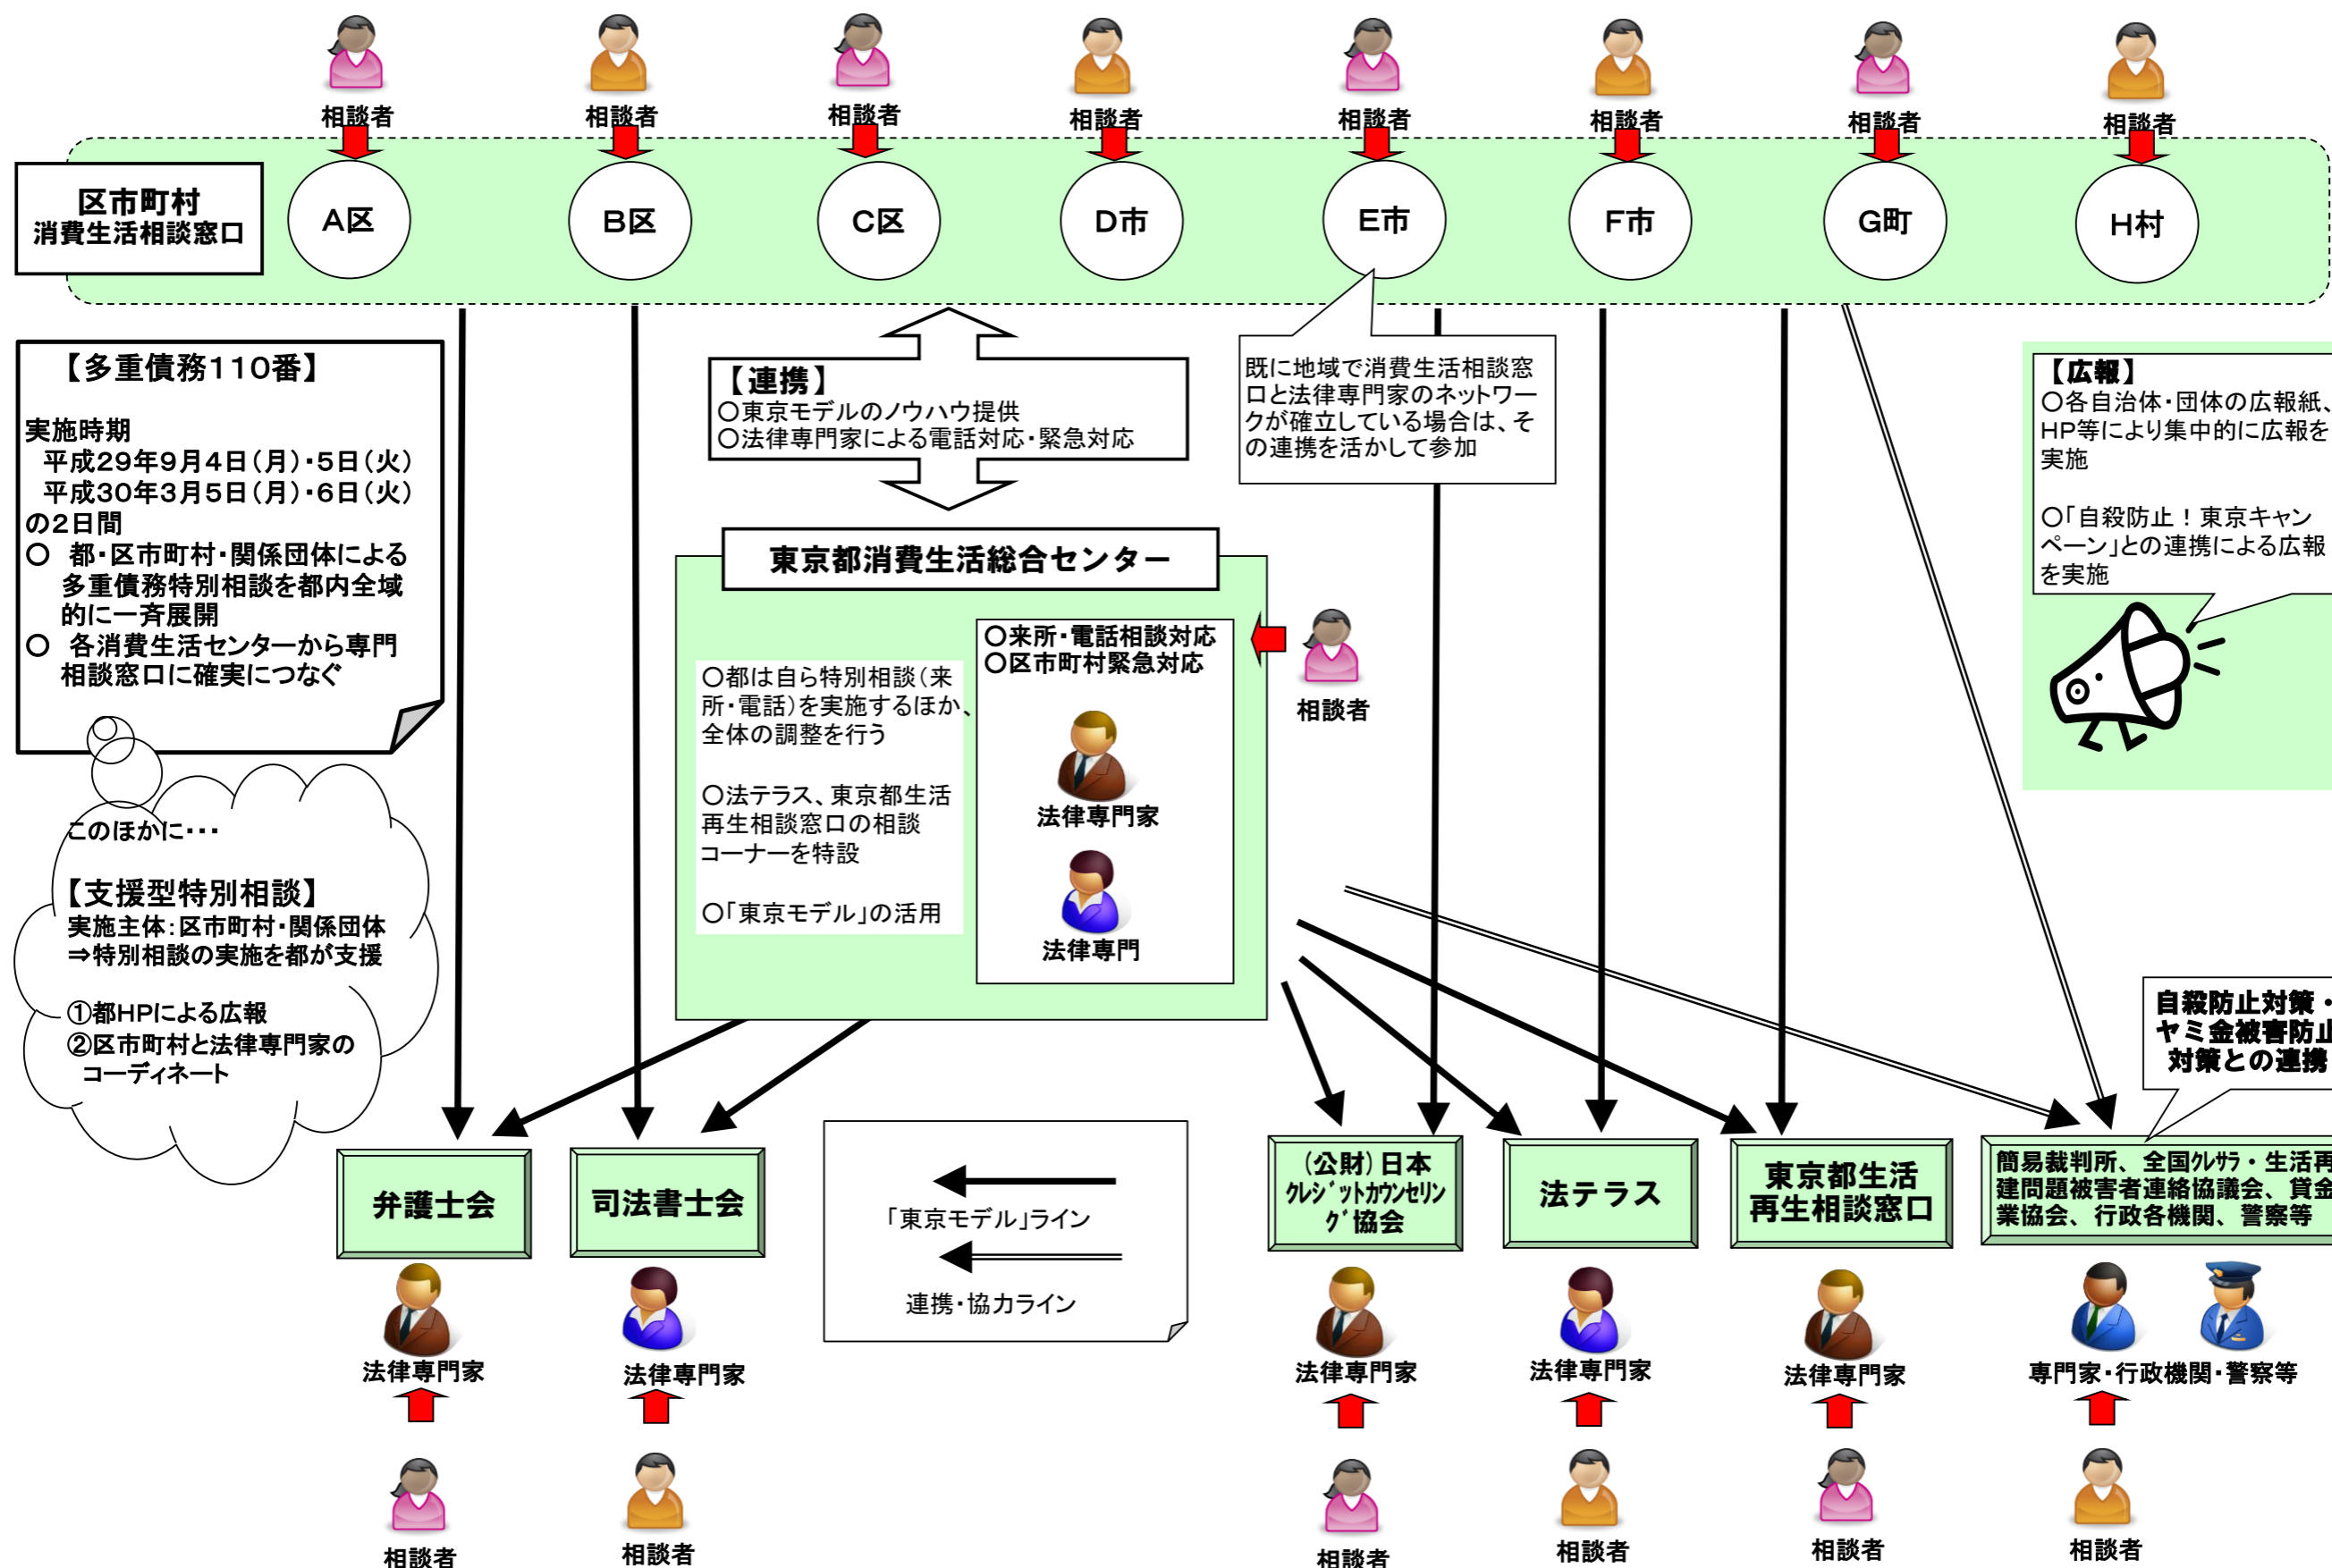 相談者
相談者
相談者
相談者
相談者
相談者
相談者
相談者
区市町村
消費生活相談窓口
A区
B区
C区
D市
E市
F市
G町
H村
【多重債務110番】
実施時期
平成29年9月4日(月)・5日(火)
平成30年3月5日(月)・6日(火)
の2日間
○ 都・区市町村・関係団体による
多重債務特別相談を都内全域
的に一斉展開
○ 各消費生活センターから専門
相談窓口に確実につなぐ
【連携】
○東京モデルのノウハウ提供
○法律専門家による電話対応・緊急対応
既に地域で消費生活相談窓
口と法律専門家のネットワー
クが確立している場合は、そ
の連携を活かして参加
【広報】
○各自治体・団体の広報紙、
HP等により集中的に広報を
実施
○「自殺防止！東京キャン
ペーン」との連携による広報
を実施
東京都消費生活総合センター
○都は自ら特別相談(来
所・電話)を実施するほか、
全体の調整を行う
○法テラス、東京都生活
再生相談窓口の相談
コーナーを特設
○「東京モデル」の活用
○来所・電話相談対応
○区市町村緊急対応
法律専門家
法律専門
相談者
このほかに・・・
【支援型特別相談】
実施主体：区市町村・関係団体
⇒特別相談の実施を都が支援
①都HPによる広報
②区市町村と法律専門家の
コーディネート
自殺防止対策・
ヤミ金被害防止
対策との連携
弁護士会
司法書士会
「東京モデル」ライン
連携・協力ライン
(公財)日本
ｸﾚｼﾞｯﾄｶｳﾝｾﾘﾝ
ｸﾞ協会
法テラス
東京都生活
再生相談窓口
簡易裁判所、全国ｸﾚｻﾗ・生活再
建問題被害者連絡協議会、貸金
業協会、行政各機関、警察等
法律専門家
法律専門家
法律専門家
法律専門家
法律専門家
専門家・行政機関・警察等
相談者
相談者
相談者
相談者
相談者
相談者